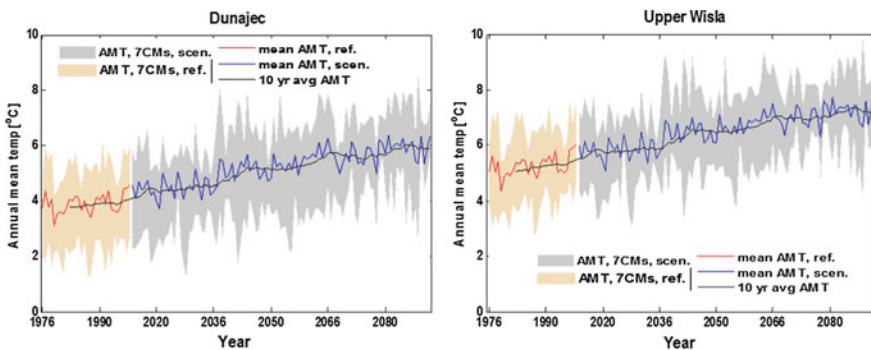 Dunajec
Annual mean temp [°C]
10
8
6
4
2
0
AMT, 7CMs, scen.
AMT, 7CMs, ref.
mean AMT, ref.
mean AMT, scen.
10 yr avg AMT
1976 1990 2020 2036 2050 2066 2080
Year
Upper Wisla
Annual mean temp [°C]
10
8
6
4
2
0
AMT, 7CMs, scen.
AMT, 7CMs, ref.
mean AMT, ref.
mean AMT, scen.
10 yr avg AMT
1976 1990 2020 2036 2050 2066 2080
Year